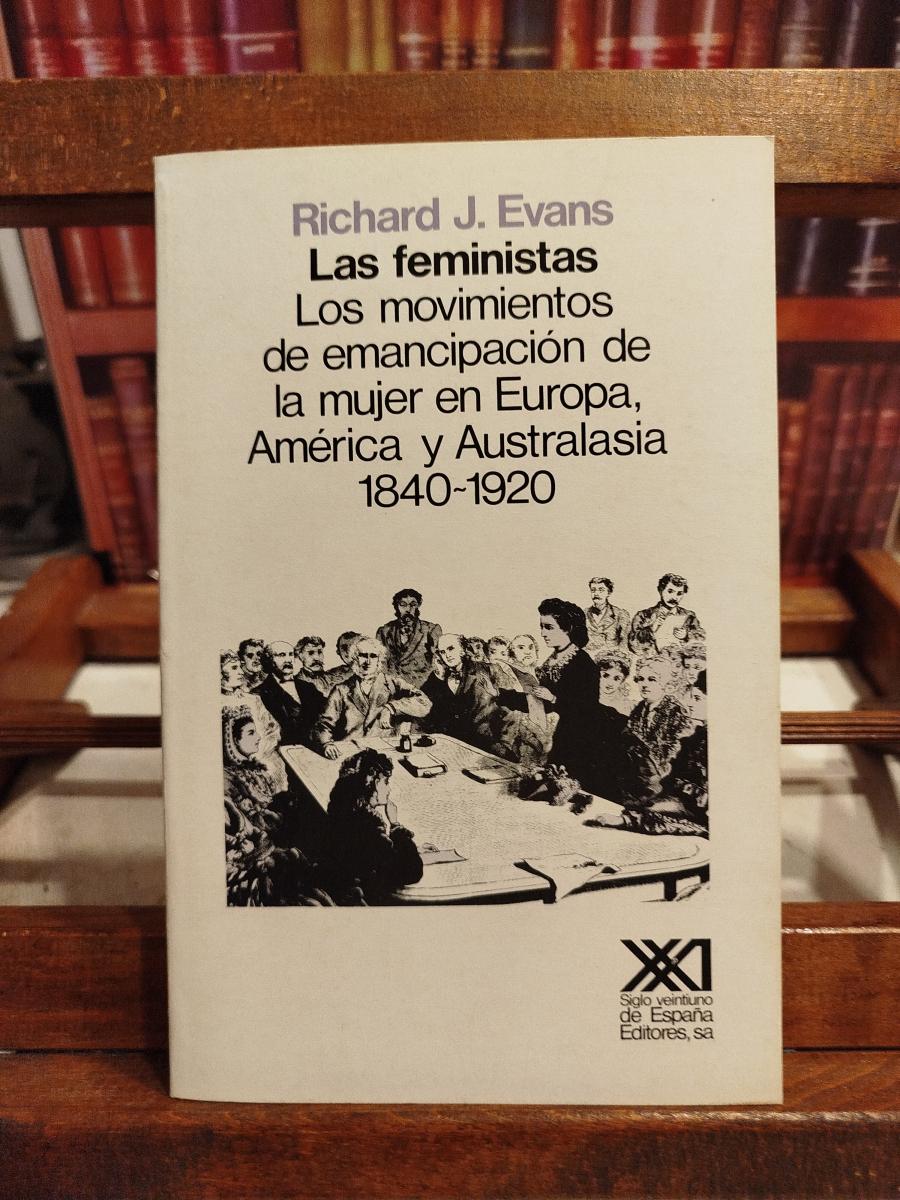 Richard J. Evans
Las feministas
Los movimientos
de emancipación de
la mujer en Europa,
América y Australasia
1840~1920
XXI
Siglo veintiuno
de España
Editores, sa